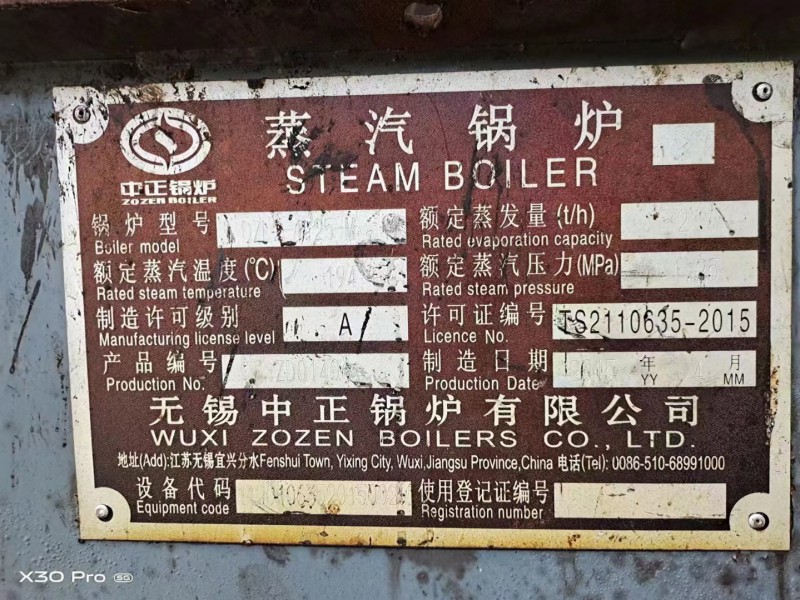 蒸汽锅炉
STEAM BOILER
中正锅炉
ZOZEN BOILER
锅炉型号
Boiler model
额定蒸发量 (t/h)
Rated evaporation capacity
额定蒸汽温度(℃)
Rated steam temperature
194
额定蒸汽压力(MPa)
Rated steam pressure
制造许可级别
Manufacturing license level
A
许可证编号
Licence No.
TS2110635-2015
产品编号
Production No.
制造日期
Production Date
年
YY
月
MM
无锡中正锅炉有限公司
WUXI ZOZEN BOILERS CO., LTD.
地址(Add):江苏无锡宜兴分水Fenshui Town, Yixing City, Wuxi, Jiangsu Province, China 电话(Tel): 0086-510-68991000
设备代码
Equipment code
使用登记证编号
Registration number
X30 Pro 5G